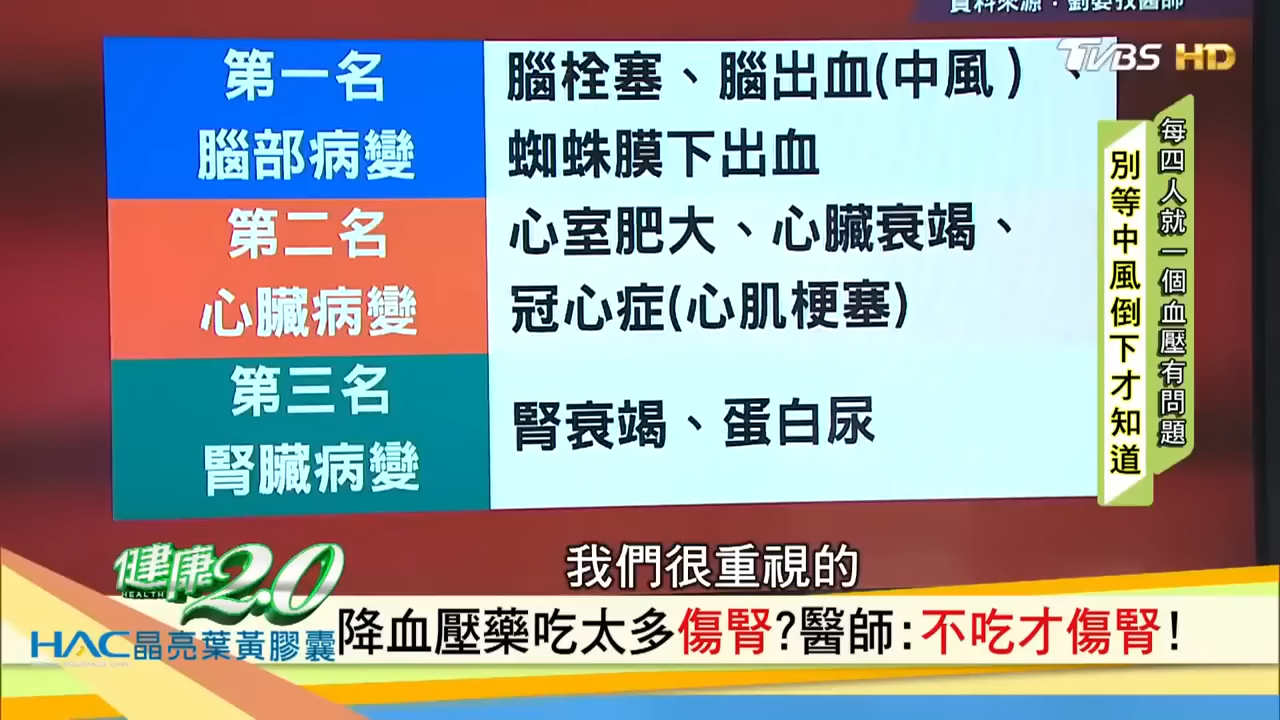 資料來源：劉晏孜醫師
TVBS HD
第一名
腦部病變
腦栓塞、腦出血(中風)、
蜘蛛膜下出血
第二名
心臟病變
心室肥大、心臟衰竭、
冠心症(心肌梗塞)
第三名
腎臟病變
腎衰竭、蛋白尿
每四人就一個血壓有問題
別等中風倒下才知道
我們很重視的
健康2.0
HEALTH
降血壓藥吃太多傷腎?醫師:不吃才傷腎!
HAC晶亮葉黃膠囊